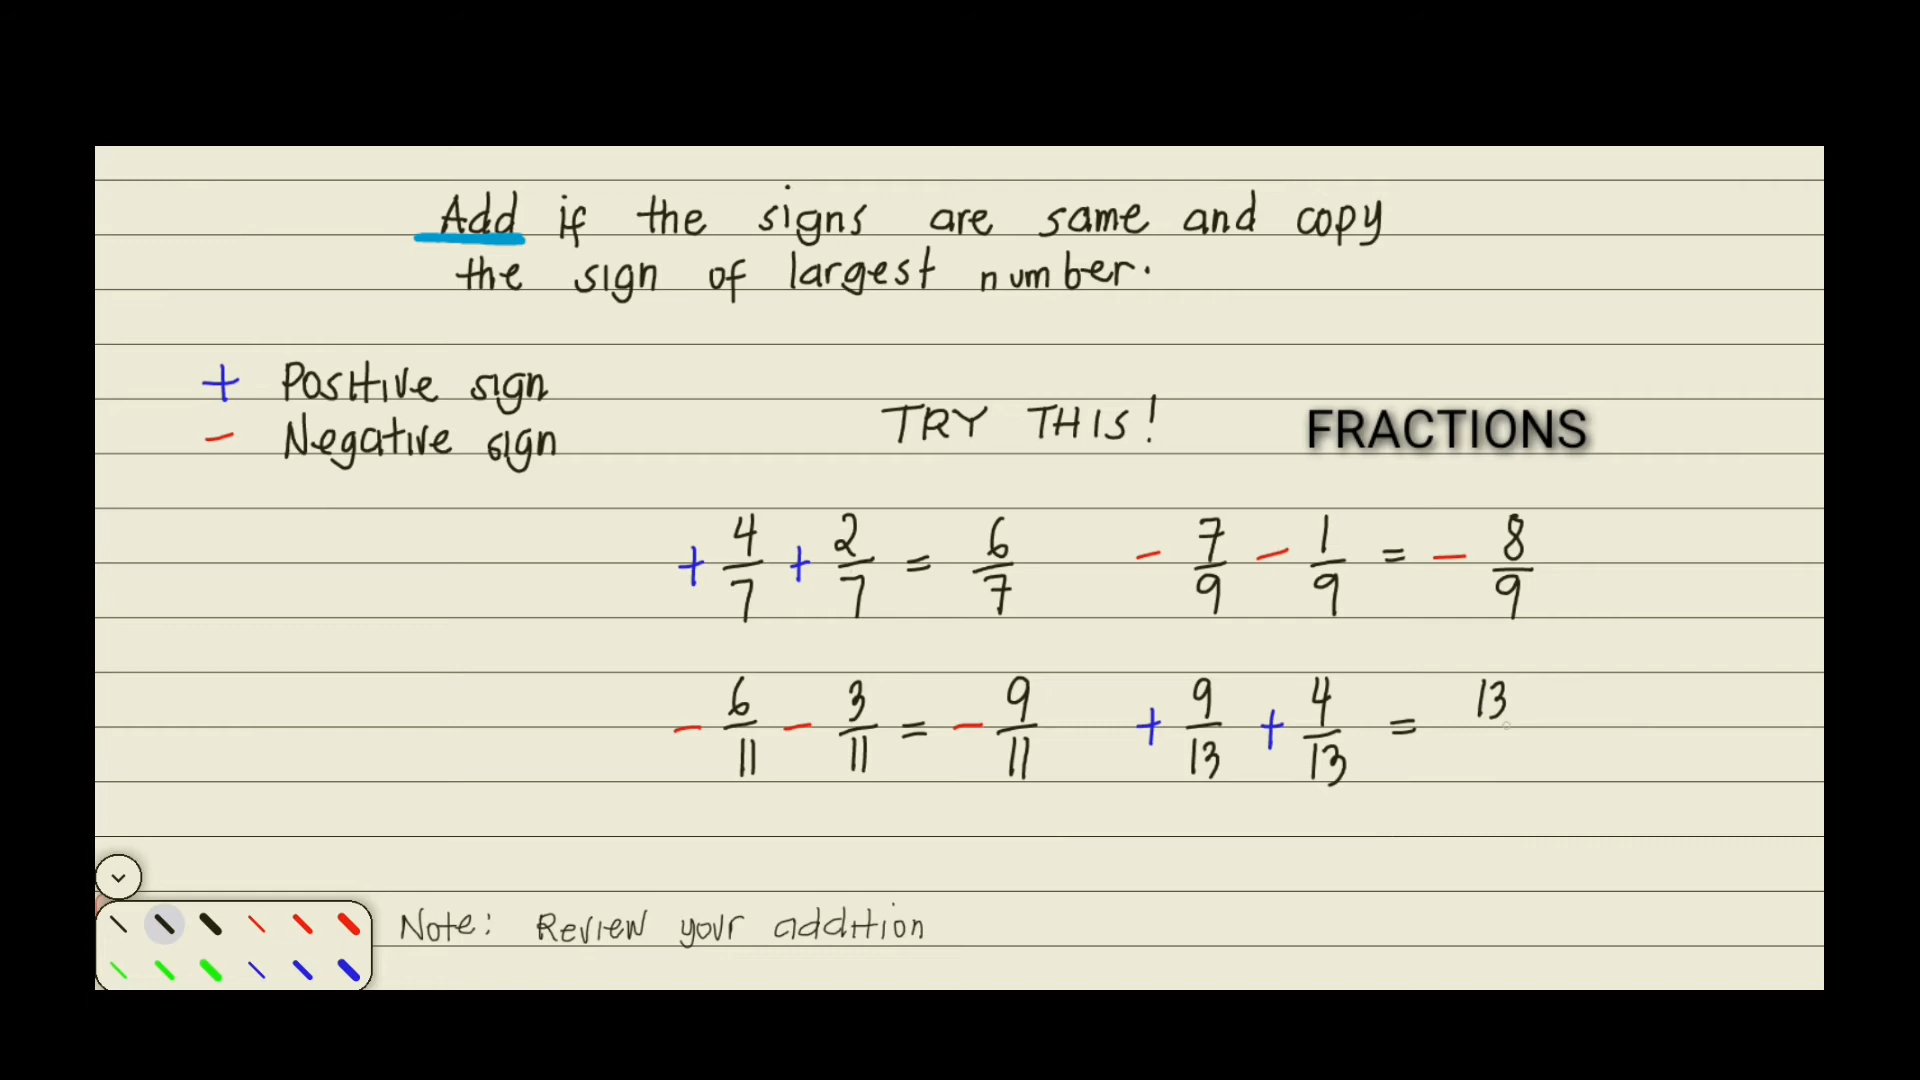 Add if the signs are same and copy
the sign of largest number.
+ Positive sign
- Negative sign
TRY THIS! FRACTIONS
+ 4/7 + 2/7 = 6/7
- 7/9 - 1/9 = - 8/9
- 6/11 - 3/11 = - 9/11
+ 9/13 + 4/13 = 13
Note: Review your addition